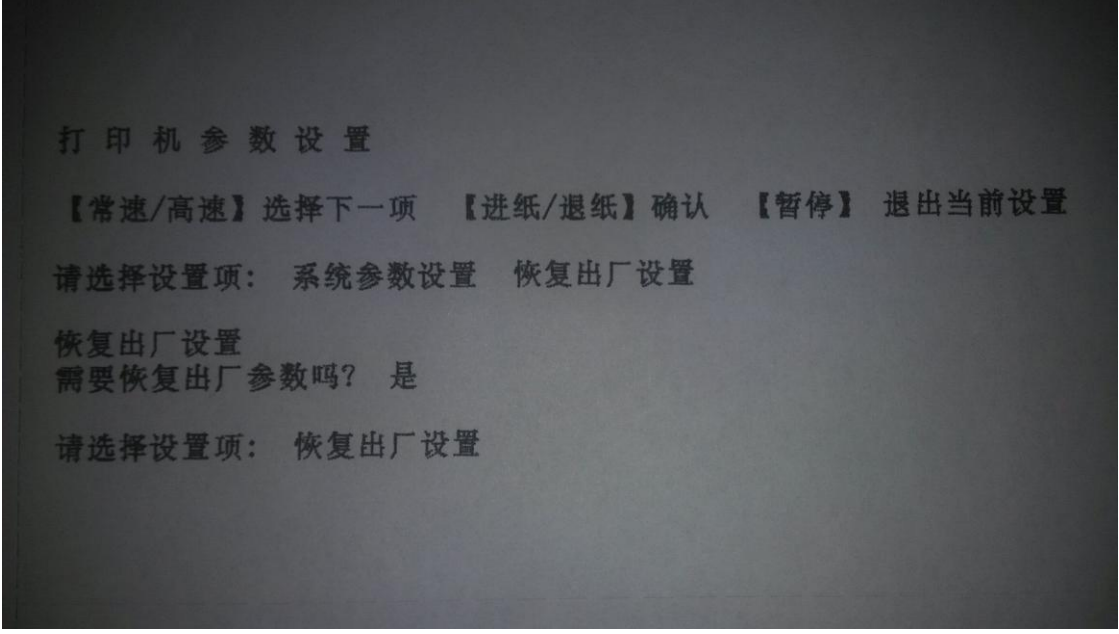 打印机参数设置
【常速/高速】选择下一项 【进纸/退纸】确认 【暂停】 退出当前设置
请选择设置项: 系统参数设置 恢复出厂设置
恢复出厂设置
需要恢复出厂参数吗? 是
请选择设置项: 恢复出厂设置